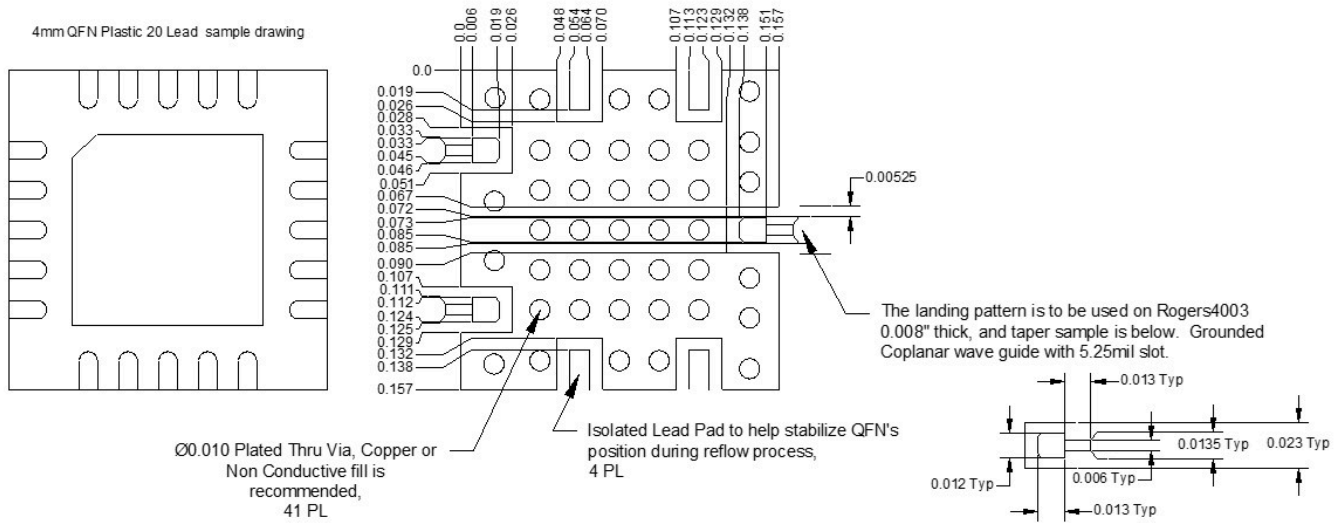 4mm QFN Plastic 20 Lead sample drawing
0.0
0.006
0.019
0.026
0.048
0.054
0.064
0.070
0.107
0.113
0.123
0.129
0.132
0.138
0.151
0.157
0.0
0.019
0.026
0.028
0.033
0.033
0.045
0.046
0.051
0.067
0.072
0.073
0.085
0.085
0.090
0.107
0.111
0.112
0.124
0.125
0.129
0.132
0.138
0.157
0.00525
The landing pattern is to be used on Rogers4003
0.008" thick, and taper sample is below. Grounded
Coplanar wave guide with 5.25mil slot.
Ø0.010 Plated Thru Via, Copper or
Non Conductive fill is
recommended,
41 PL
Isolated Lead Pad to help stabilize QFN's
position during reflow process,
4 PL
0.013 Typ
0.0135 Typ
0.023 Typ
0.012 Typ
0.006 Typ
0.013 Typ